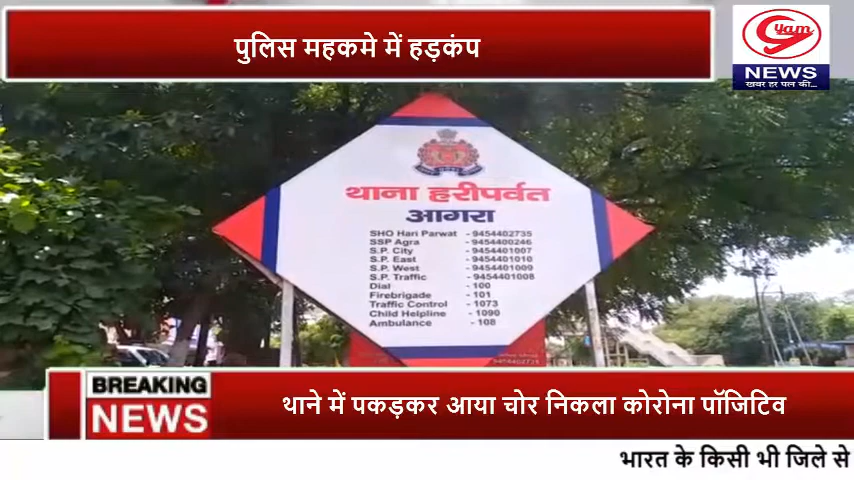 पुलिस महकमे में हड़कंप
Gyam
NEWS
खबर हर पल की...
थाना हरीपर्वत
आगरा
SHO Hari Parwat - 9454402735
SSP Agra - 9454400246
S.P. City - 9454401007
S.P. East - 9454401010
S.P. West - 9454401009
S.P. Traffic - 9454401008
Dial - 100
Firebrigade - 101
Traffic Control - 1073
Child Helpline - 1090
Ambulance - 108
BREAKING
NEWS
थाने में पकड़कर आया चोर निकला कोरोना पॉजिटिव
भारत के किसी भी जिले से